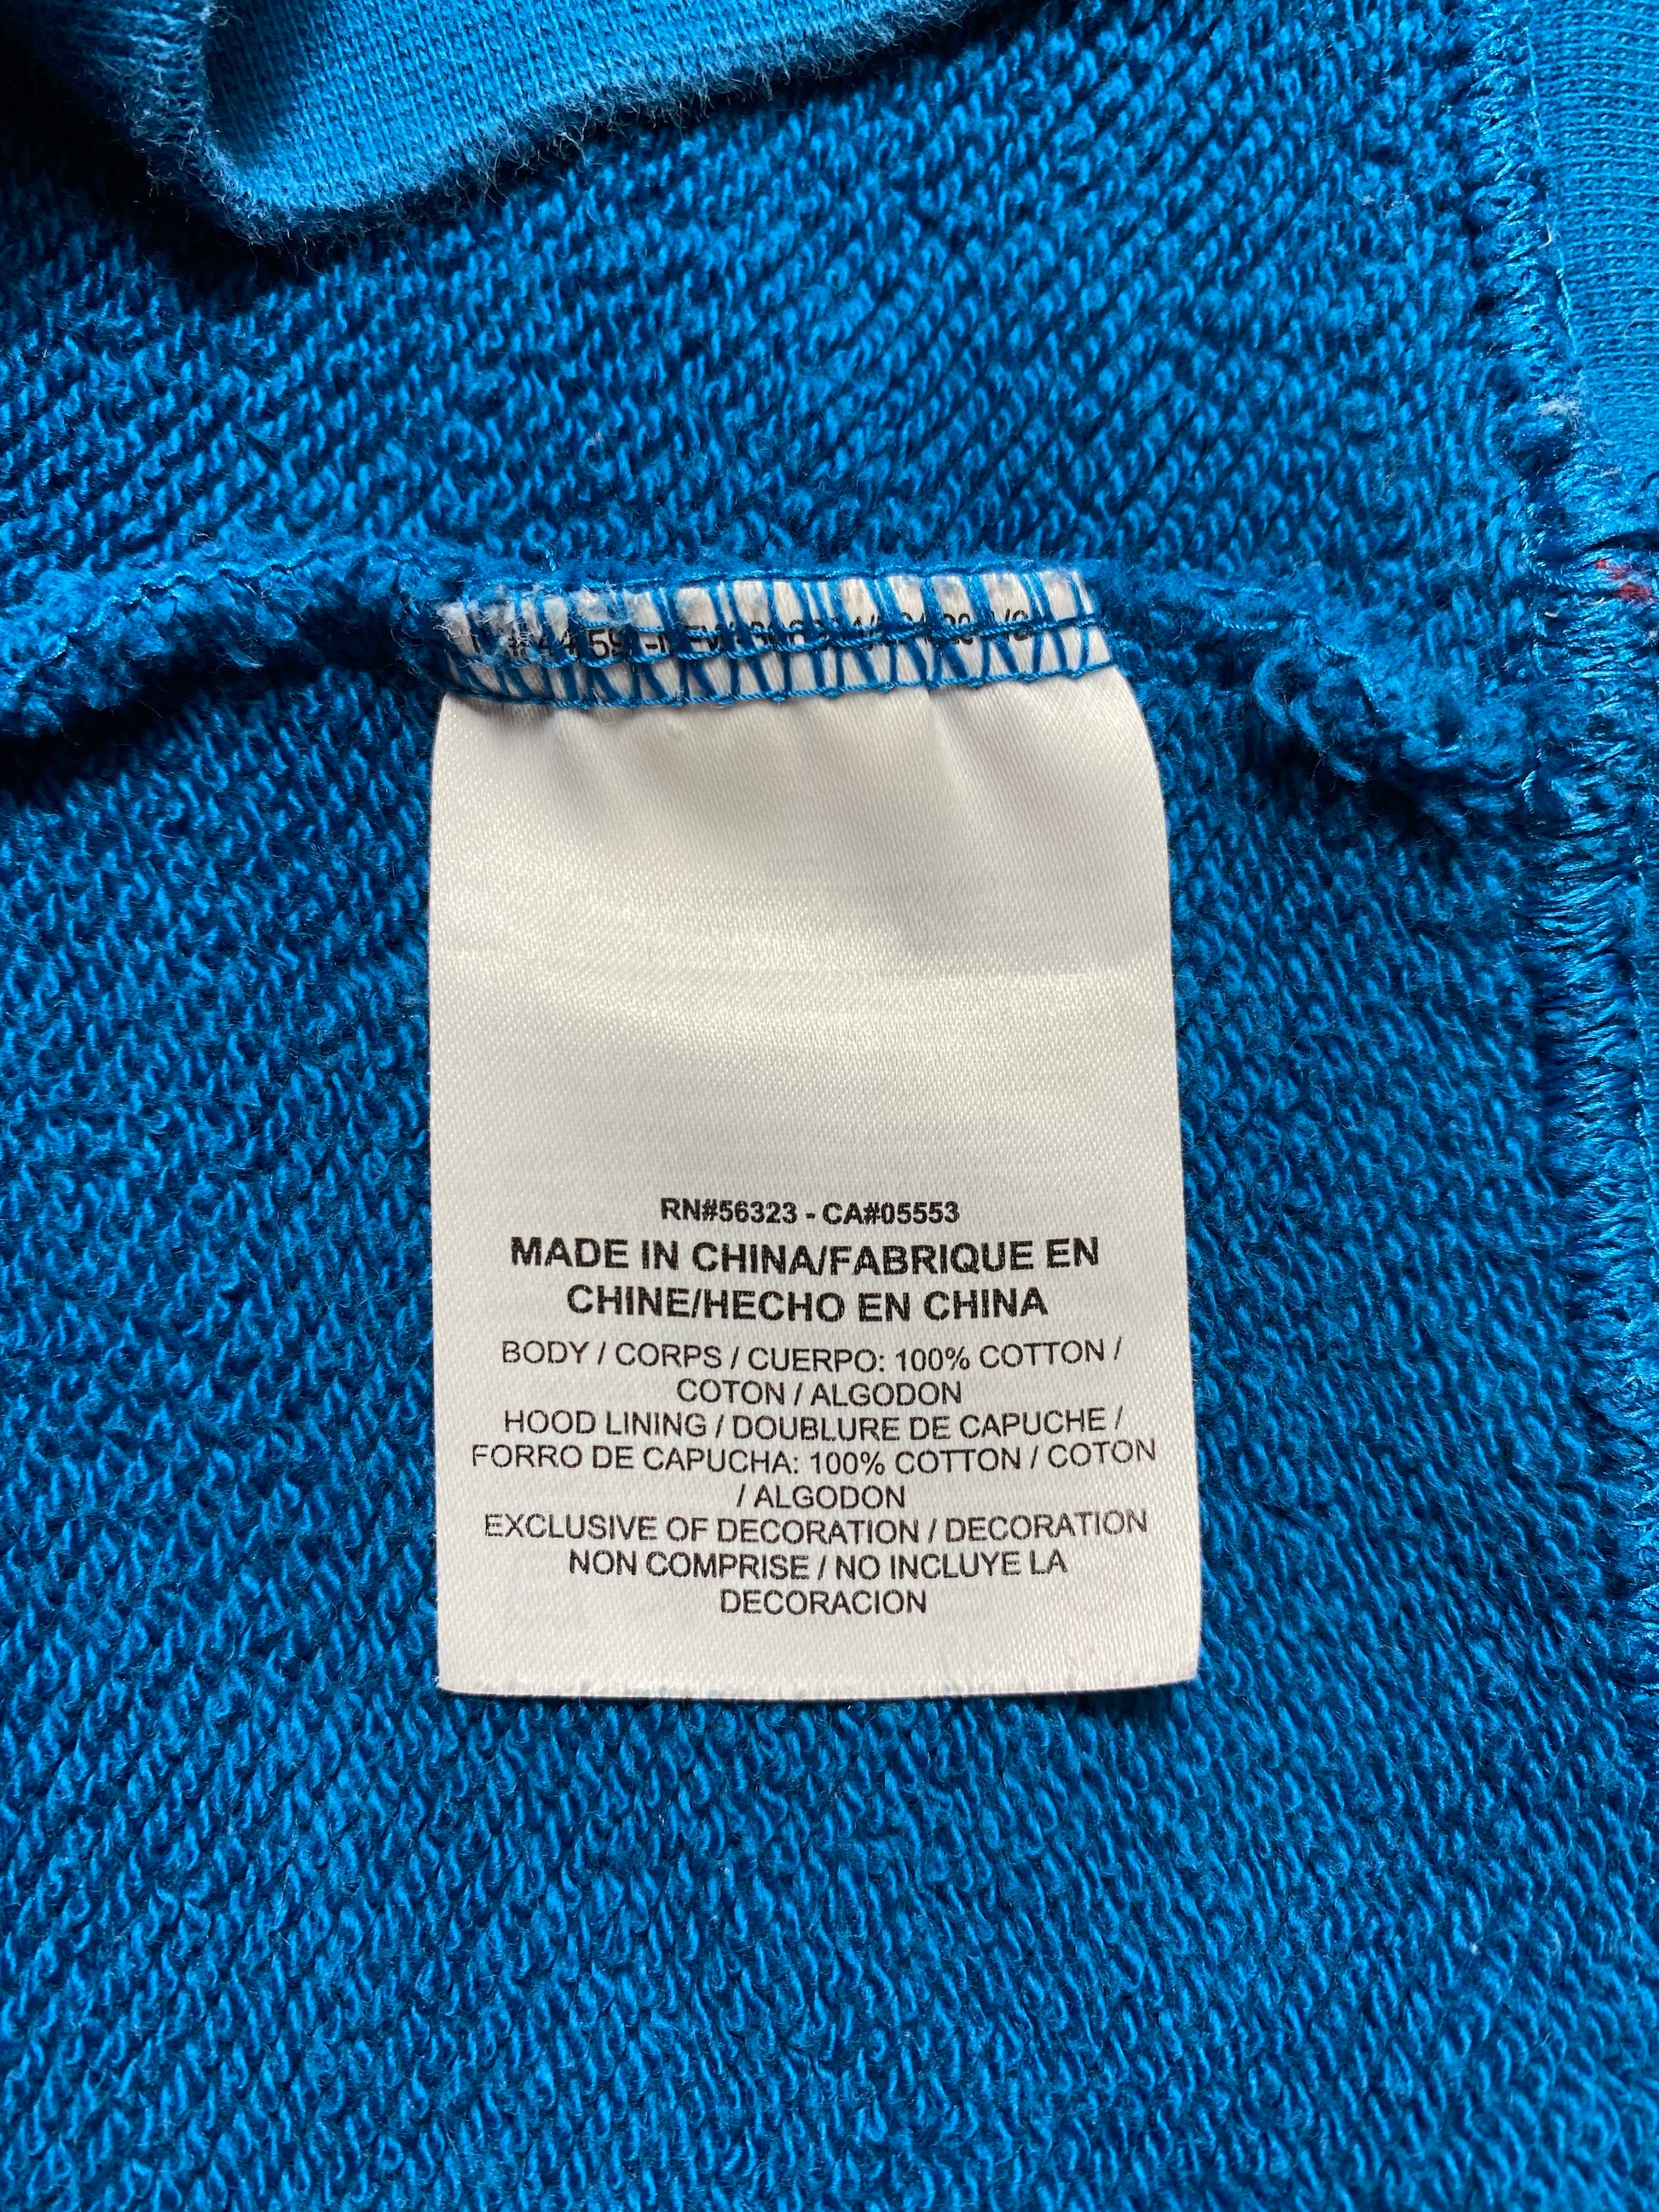 RN#56323 - CA#05553
MADE IN CHINA/FABRIQUE EN
CHINE/HECHO EN CHINA
BODY / CORPS / CUERPO: 100% COTTON /
COTON / ALGODON
HOOD LINING / DOUBLURE DE CAPUCHE /
FORRO DE CAPUCHA: 100% COTTON / COTON
/ ALGODON
EXCLUSIVE OF DECORATION / DECORATION
NON COMPRISE / NO INCLUYE LA
DECORACION